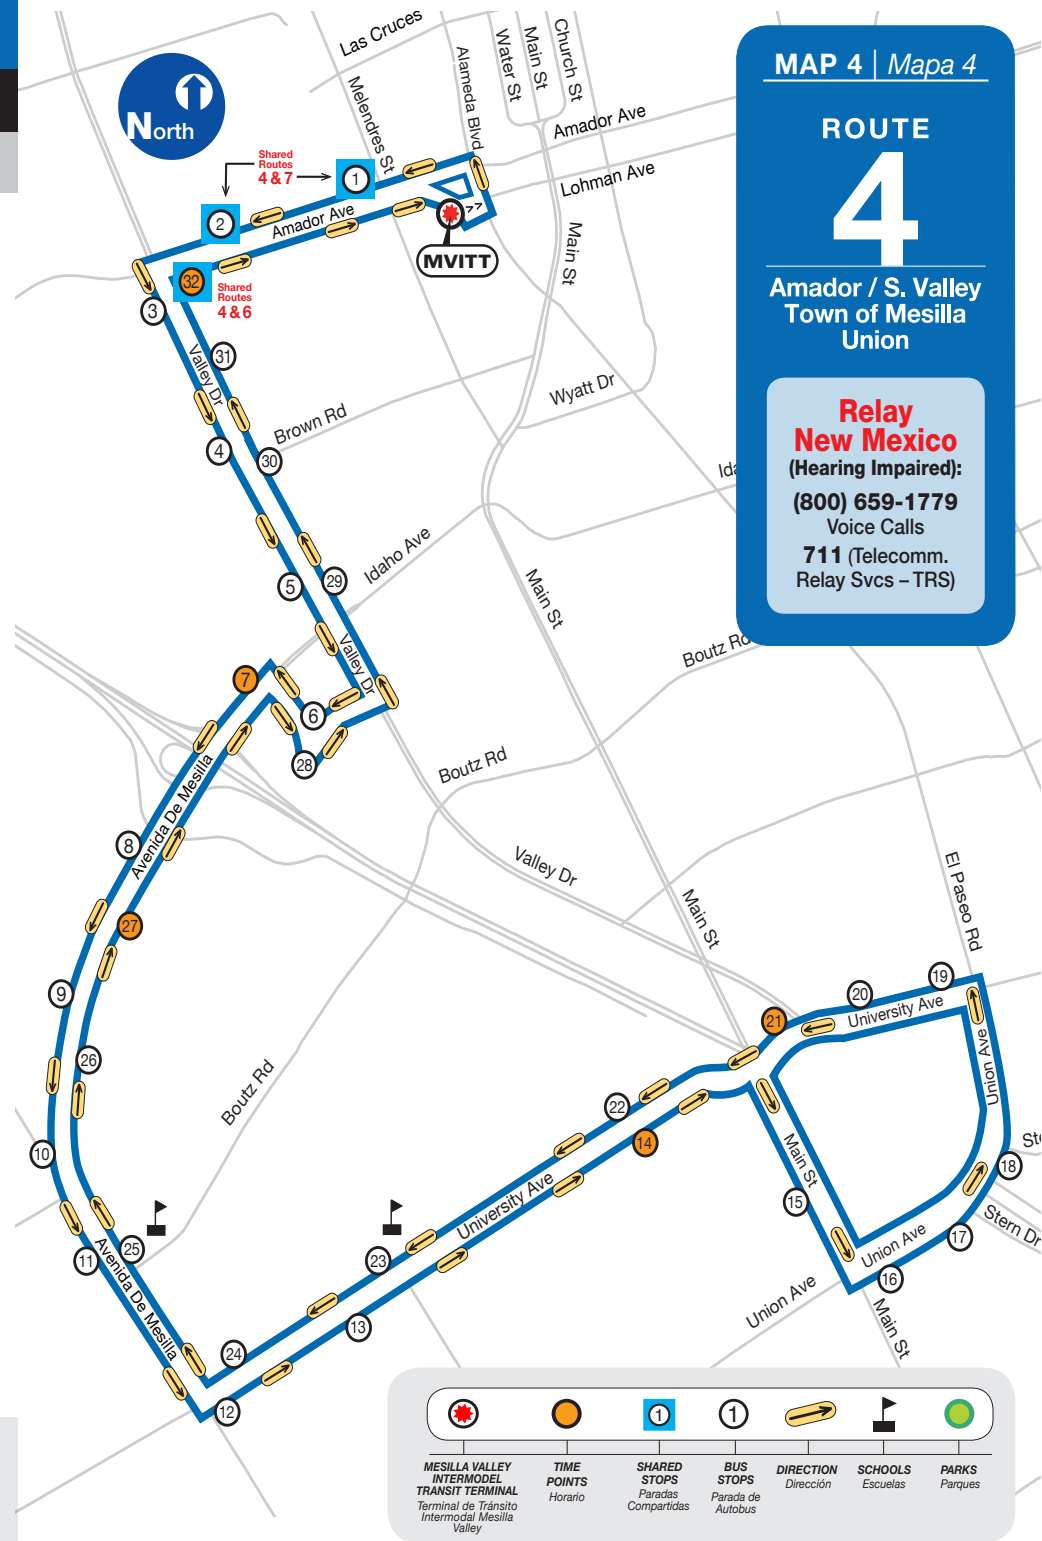 North
Las Cruces
Melendres St
Alameda Blvd
Water St
Main St
Church St
Amador Ave
Lohman Ave
Main St
Shared
Routes
4 & 7
1
2
Amador Ave
MVITT
32
Shared
Routes
4 & 6
3
31
Valley Dr
4
30
Brown Rd
Wyatt Dr
5
29
Idaho Ave
Main St
Valley Dr
Boutz Rd
7
6
28
Boutz Rd
8
Avenida De Mesilla
27
Valley Dr
Main St
El Paseo Rd
9
19
20
21
University Ave
Union Ave
26
Boutz Rd
22
14
10
Main St
15
18
University Ave
Union Ave
17
Stern Dr
16
11
25
Avenida De Mesilla
23
13
Union Ave
Main St
24
12
MAP 4 | Mapa 4
ROUTE
4
Amador / S. Valley
Town of Mesilla
Union
Relay
New Mexico
(Hearing Impaired):
(800) 659-1779
Voice Calls
711 (Telecomm.
Relay Svcs – TRS)
1
1
MESILLA VALLEY
INTERMODEL
TRANSIT TERMINAL
Terminal de Tránsito
Intermodal Mesilla
Valley
TIME
POINTS
Horario
SHARED
STOPS
Paradas
Compartidas
BUS
STOPS
Parada de
Autobus
DIRECTION
Dirección
SCHOOLS
Escuelas
PARKS
Parques